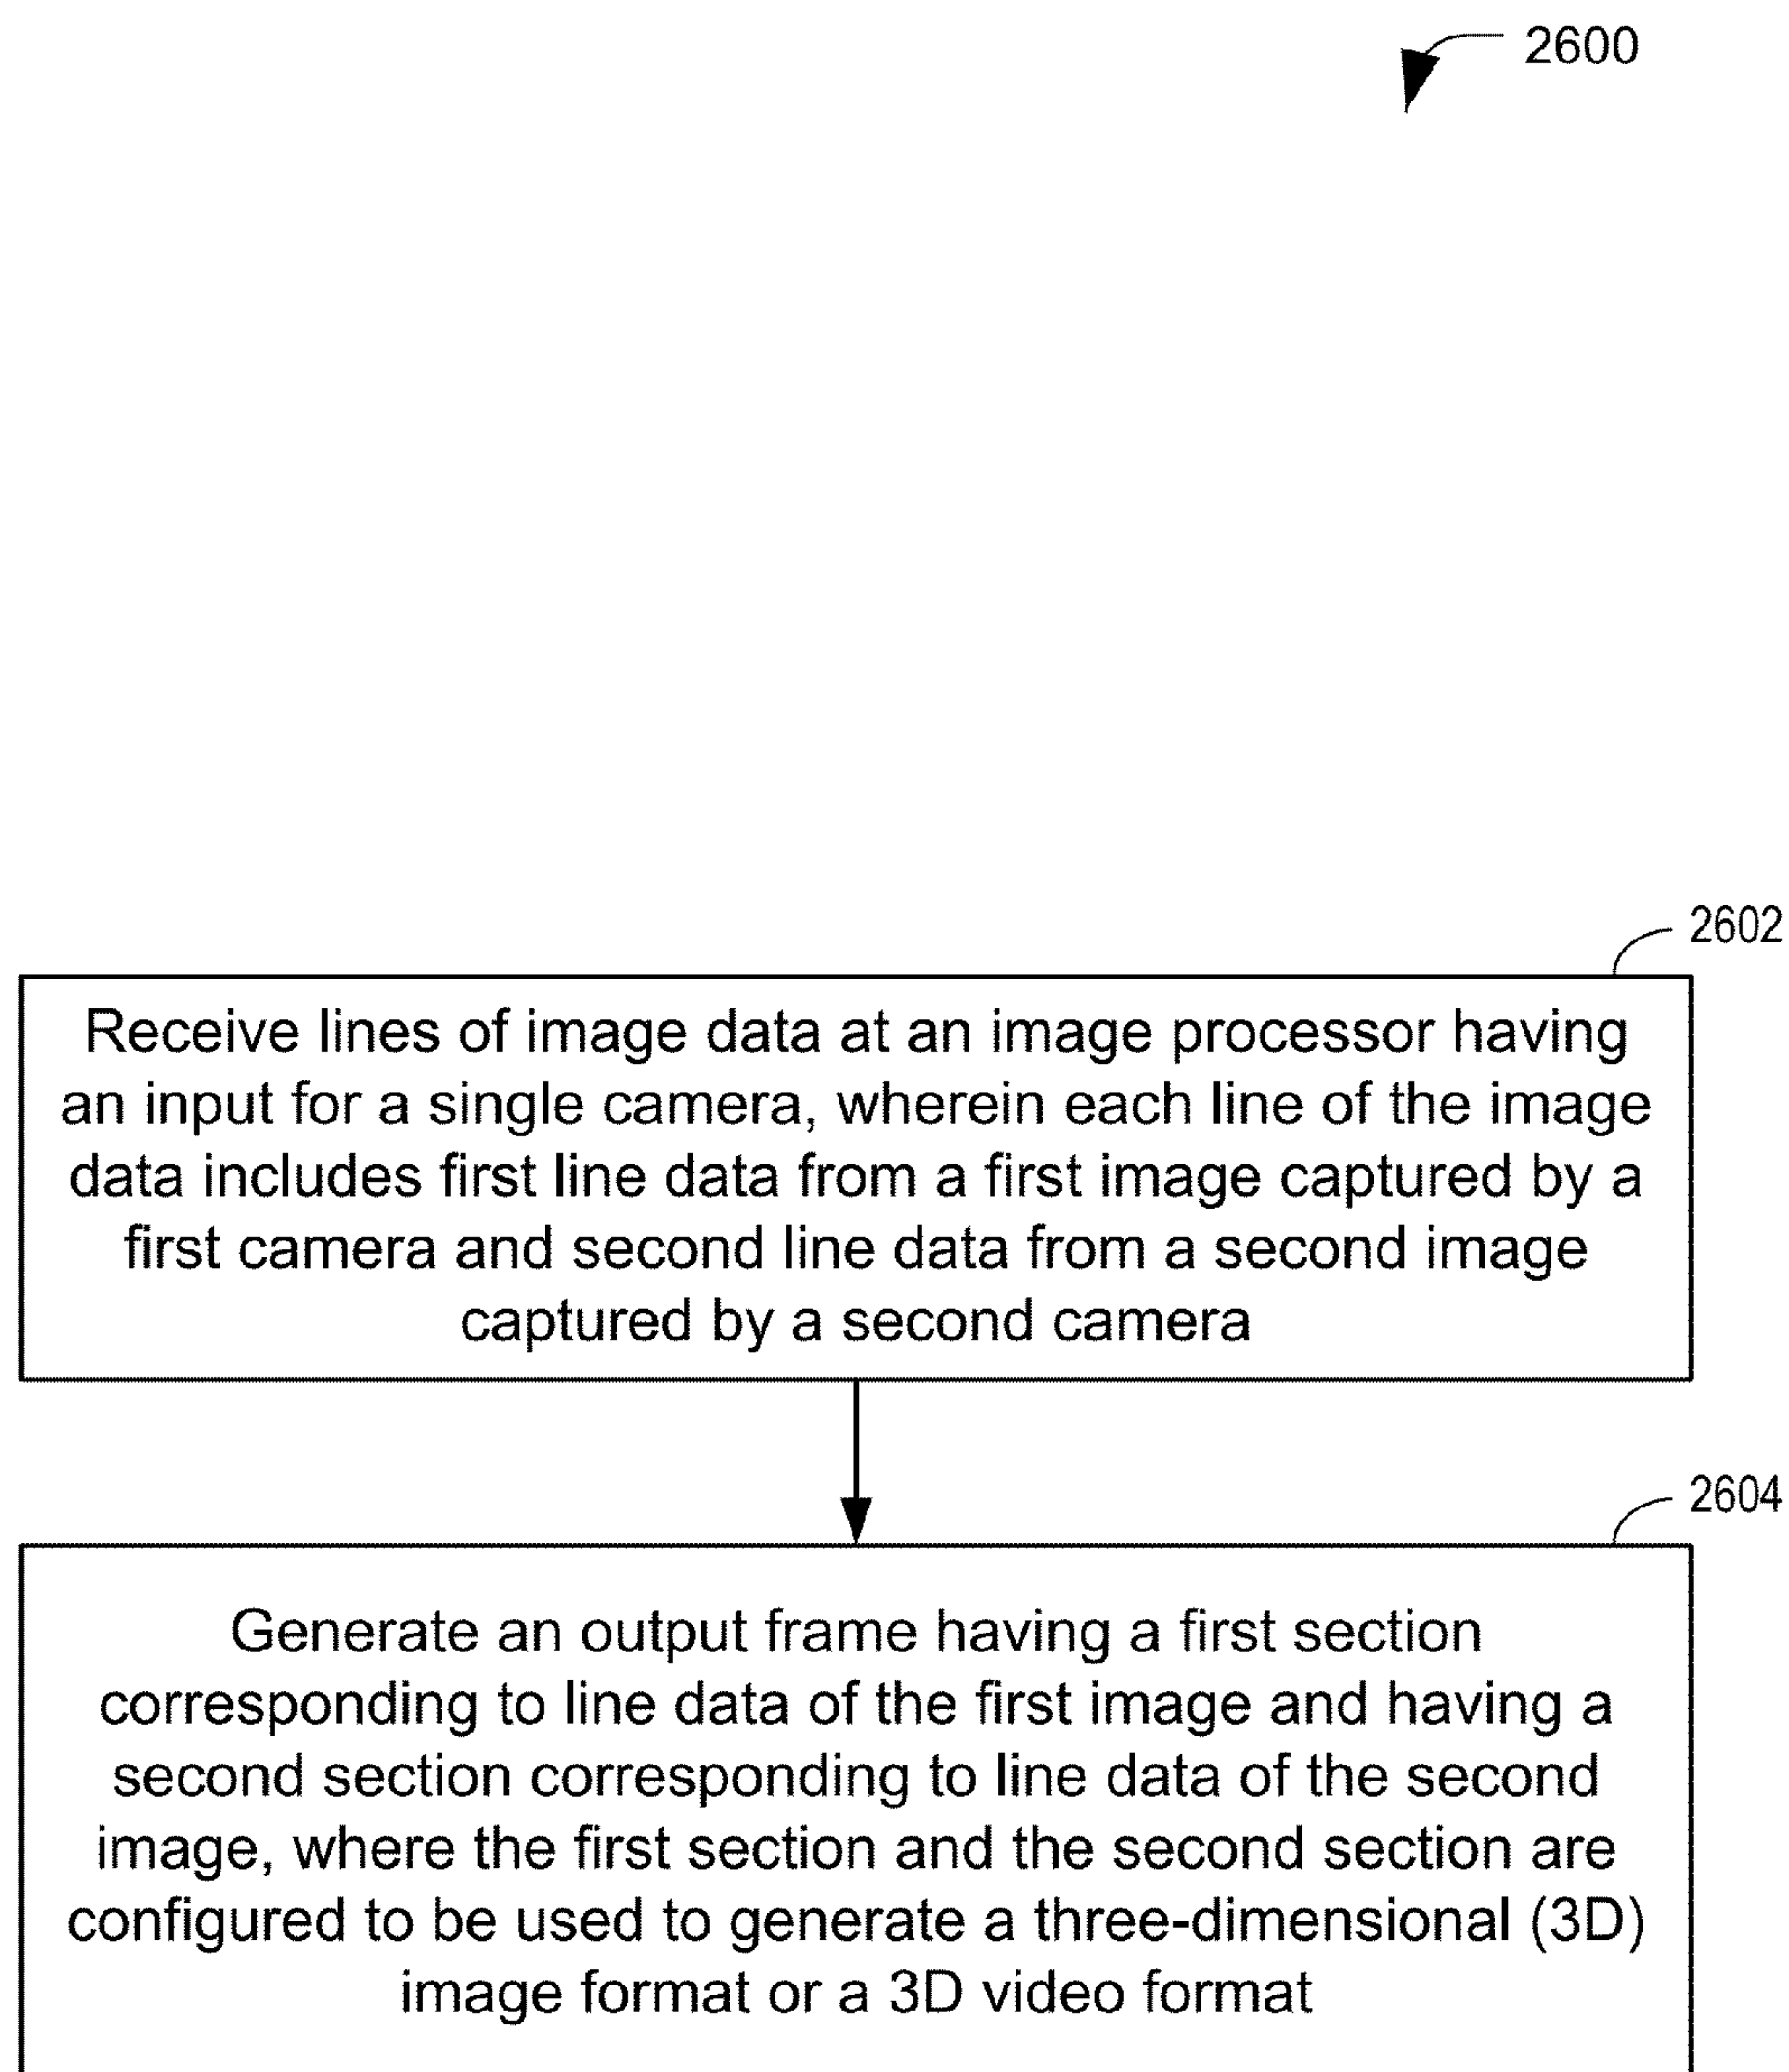 2600
2602
Receive lines of image data at an image processor having
an input for a single camera, wherein each line of the image
data includes first line data from a first image captured by a
first camera and second line data from a second image
captured by a second camera
2604
Generate an output frame having a first section
corresponding to line data of the first image and having a
second section corresponding to line data of the second
image, where the first section and the second section are
configured to be used to generate a three-dimensional (3D)
image format or a 3D video format